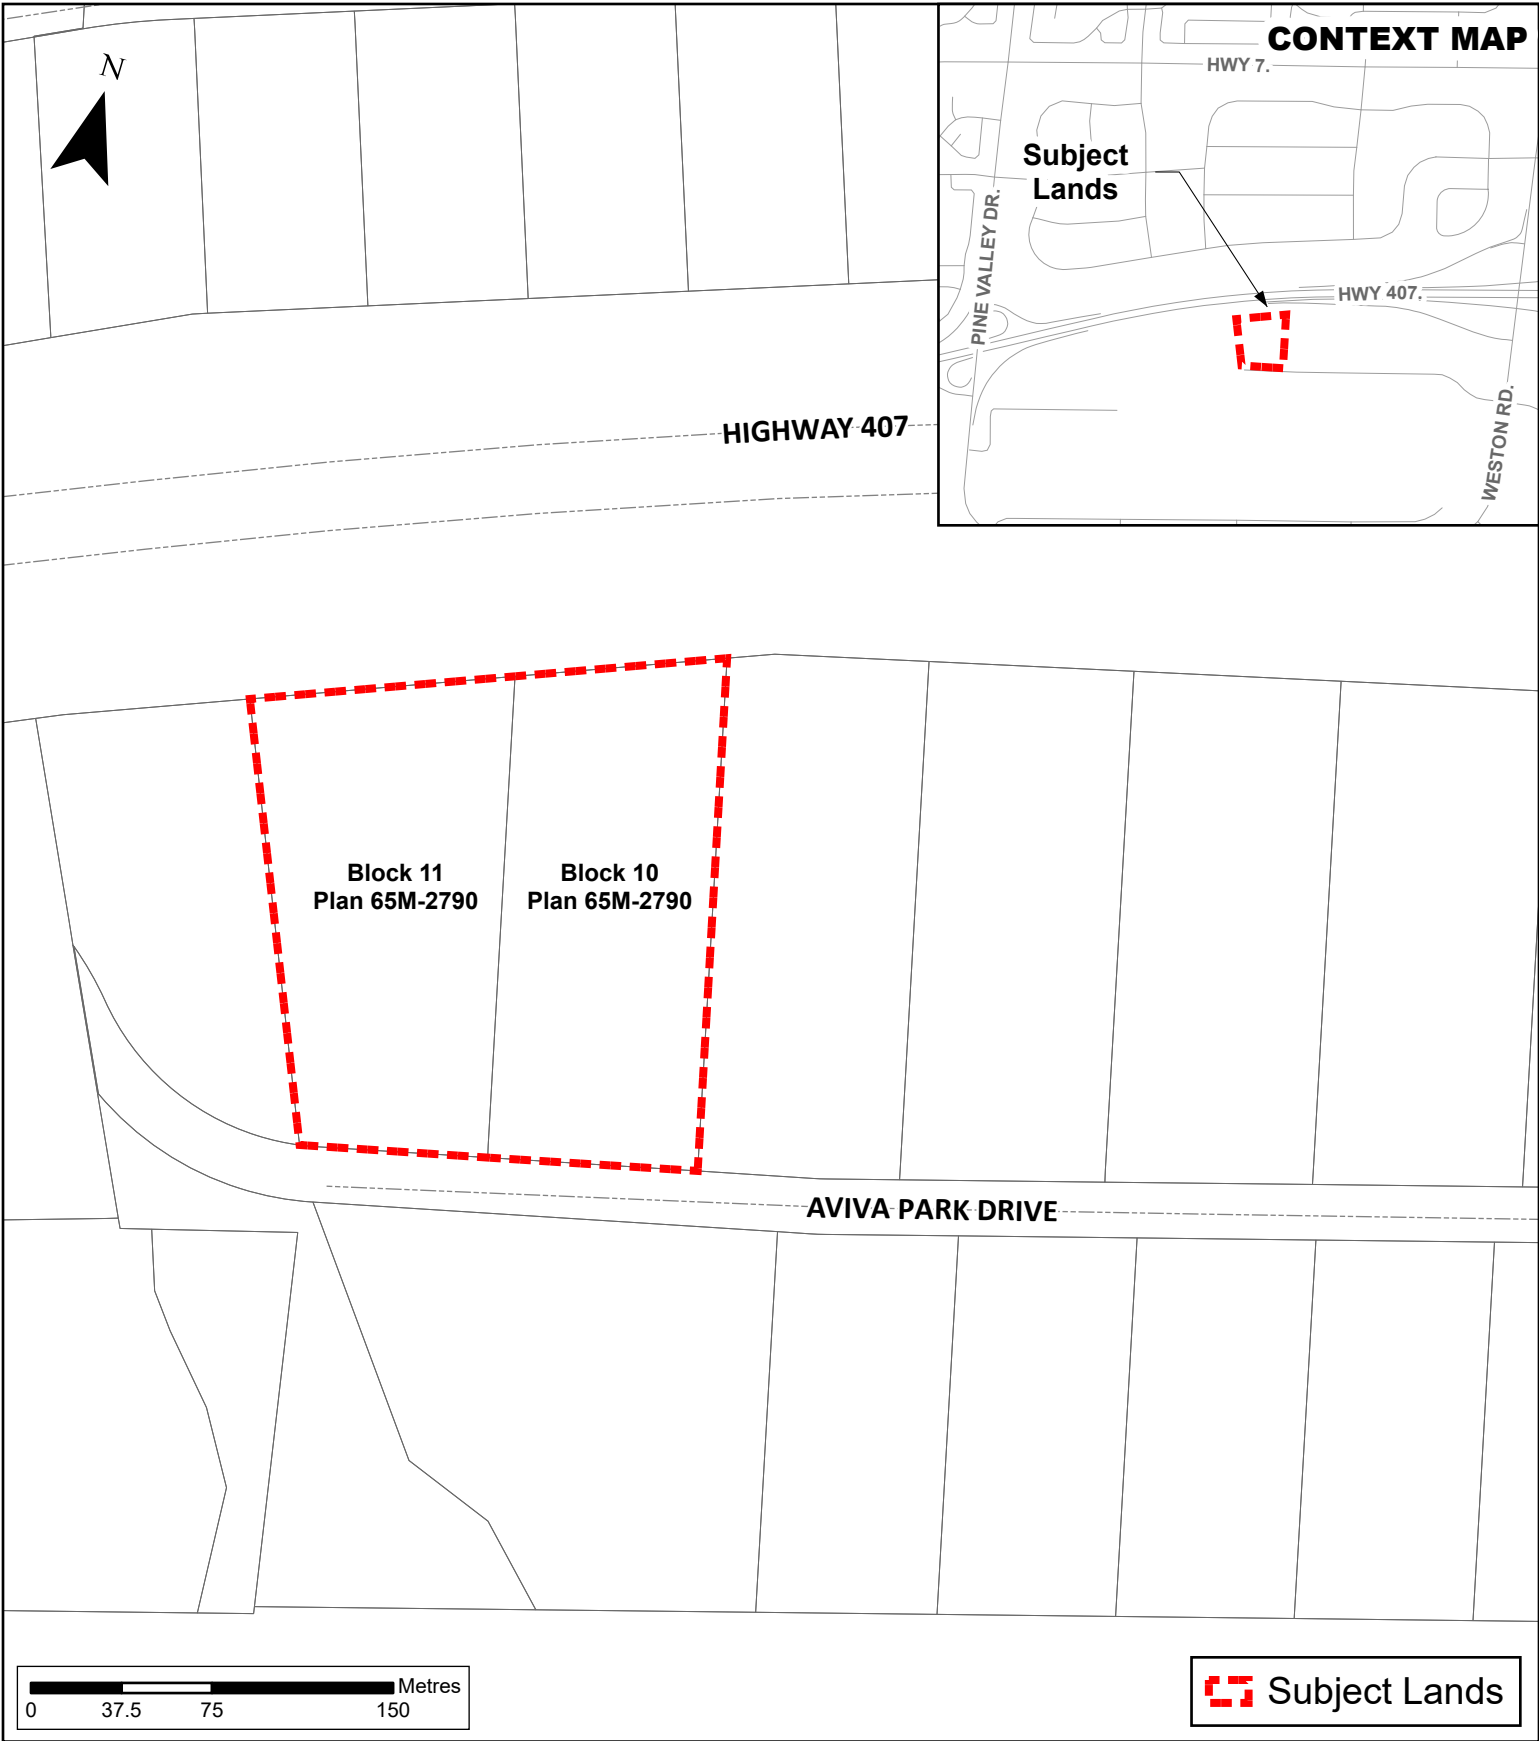 N
CONTEXT MAP
HWY 7.
Subject
Lands
PINE VALLEY DR.
HWY 407.
WESTON RD.
HIGHWAY 407
Block 11
Plan 65M-2790
Block 10
Plan 65M-2790
AVIVA PARK DRIVE
Metres
0 37.5 75 150
Subject Lands